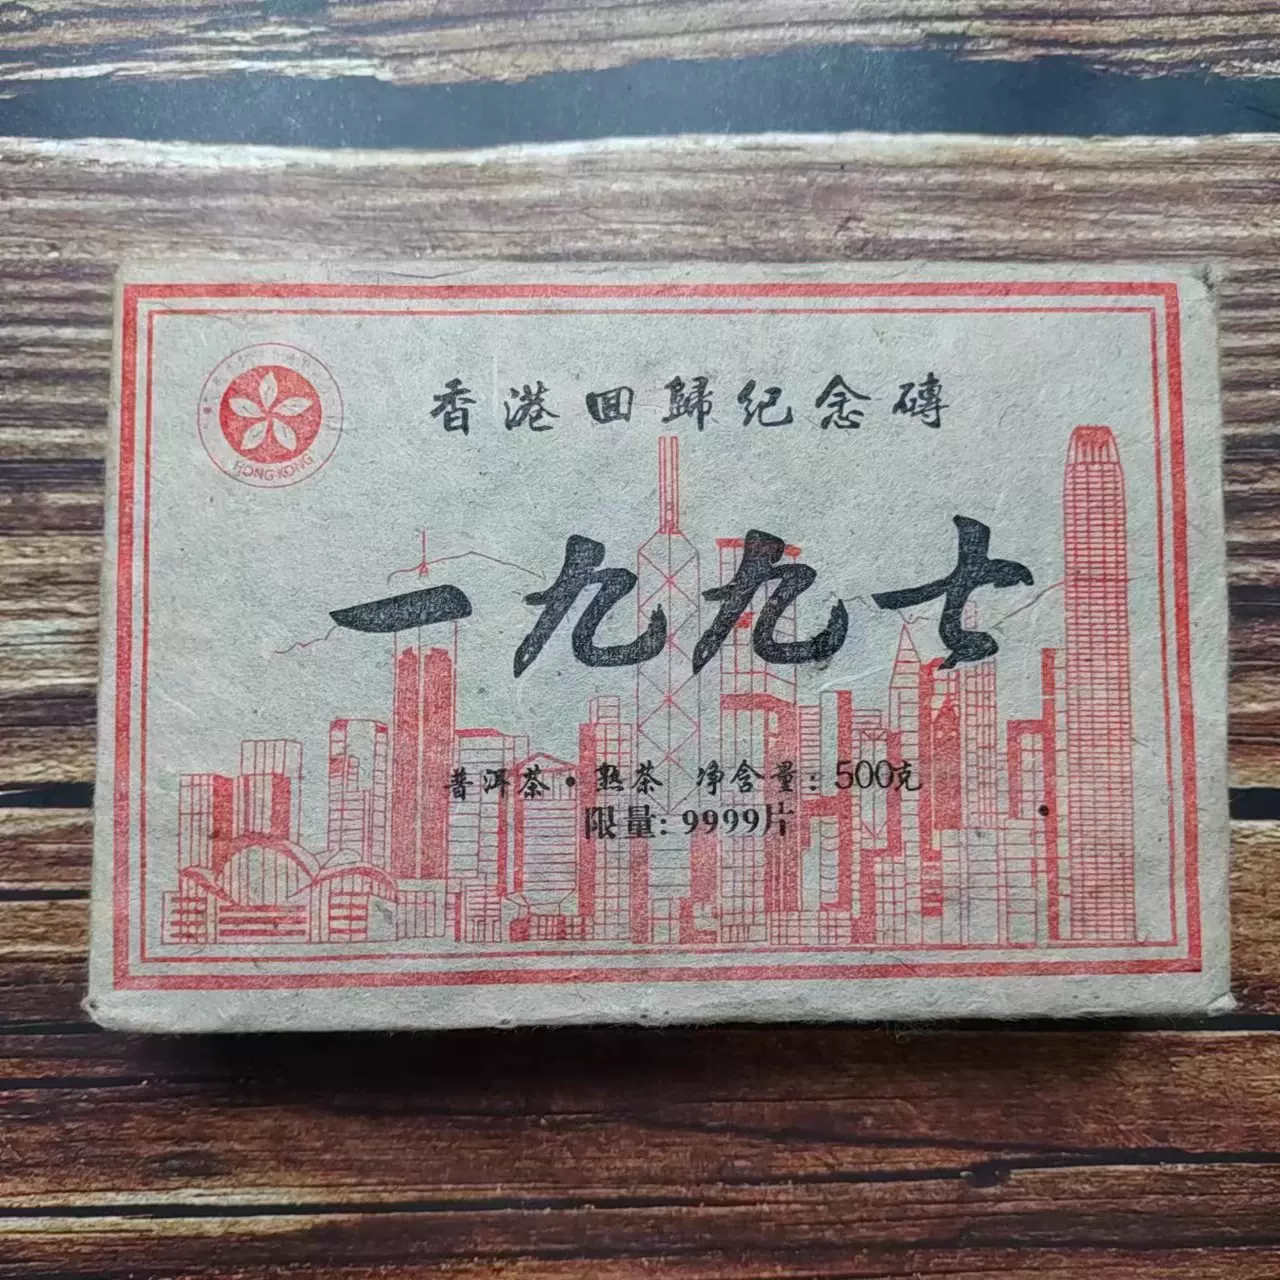 香港回歸纪念磚
HONG KONG
一九九七
普洱茶·熟茶 净含量:500克
限量:9999片